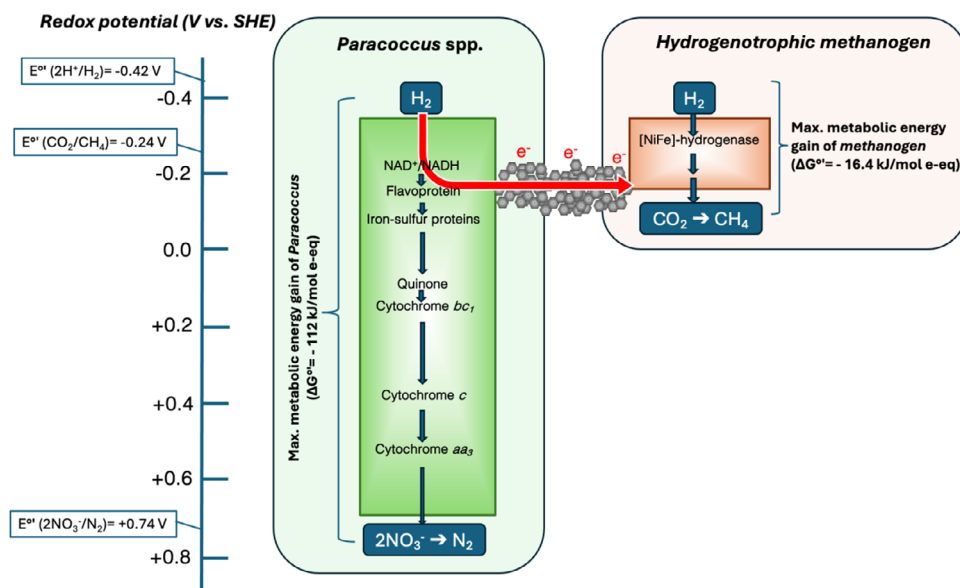 Redox potential (V vs. SHE)
E°' (2H⁺/H₂)= -0.42 V
-0.4
E°' (CO₂/CH₄)= -0.24 V
-0.2
0.0
+0.2
+0.4
+0.6
E°' (2NO₃⁻/N₂)= +0.74 V
+0.8
Paracoccus spp.
Max. metabolic energy gain of Paracoccus
(ΔG°'= - 112 kJ/mol e-eq)
H₂
NAD⁺/NADH
Flavoprotein
Iron-sulfur proteins
Quinone
Cytochrome bc₁
Cytochrome c
Cytochrome aa₃
2NO₃⁻ → N₂
e⁻
e⁻
e⁻
Hydrogenotrophic methanogen
H₂
[NiFe]-hydrogenase
CO₂ → CH₄
Max. metabolic energy
gain of methanogen
(ΔG°'= - 16.4 kJ/mol e-eq)